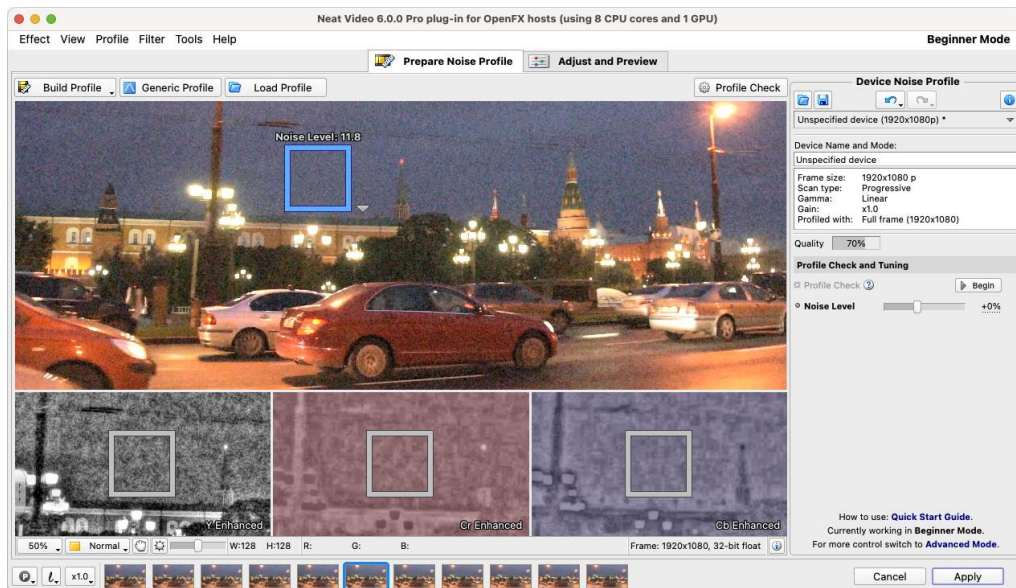 Neat Video 6.0.0 Pro plug-in for OpenFX hosts (using 8 CPU cores and 1 GPU)
Effect View Profile Filter Tools Help
Beginner Mode
Prepare Noise Profile
Adjust and Preview
Build Profile
Generic Profile
Load Profile
Profile Check
Noise Level: 11.8
Y Enhanced
Cr Enhanced
Cb Enhanced
50%
Normal
W:128 H:128 R: G: B:
Frame: 1920x1080, 32-bit float
x1.0
Device Noise Profile
Unspecified device (1920x1080p) *
Device Name and Mode:
Unspecified device
Frame size: 1920x1080 p
Scan type: Progressive
Gamma: Linear
Gain: x1.0
Profiled with: Full frame (1920x1080)
Quality 70%
Profile Check and Tuning
Profile Check ? Begin
Noise Level +0%
How to use: Quick Start Guide.
Currently working in Beginner Mode.
For more control switch to Advanced Mode.
Cancel
Apply